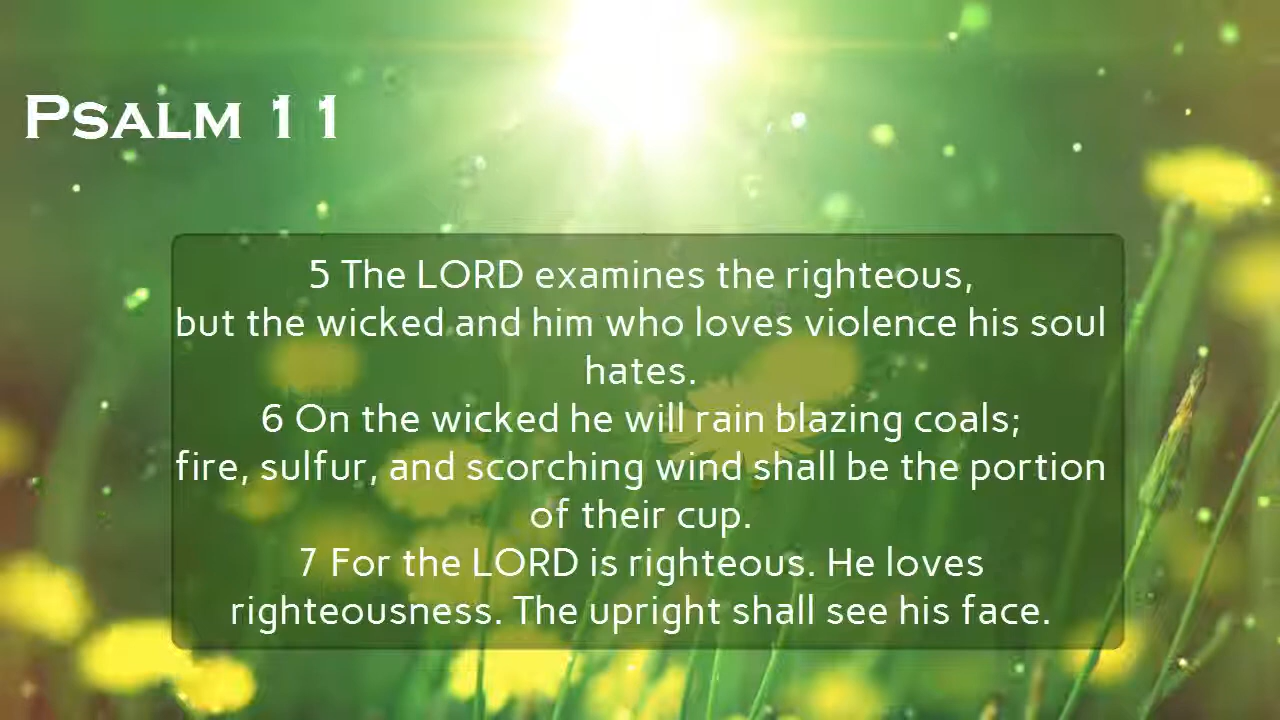 Psalm 11
5 The LORD examines the righteous,
but the wicked and him who loves violence his soul
hates.
6 On the wicked he will rain blazing coals;
fire, sulfur, and scorching wind shall be the portion
of their cup.
7 For the LORD is righteous. He loves
righteousness. The upright shall see his face.